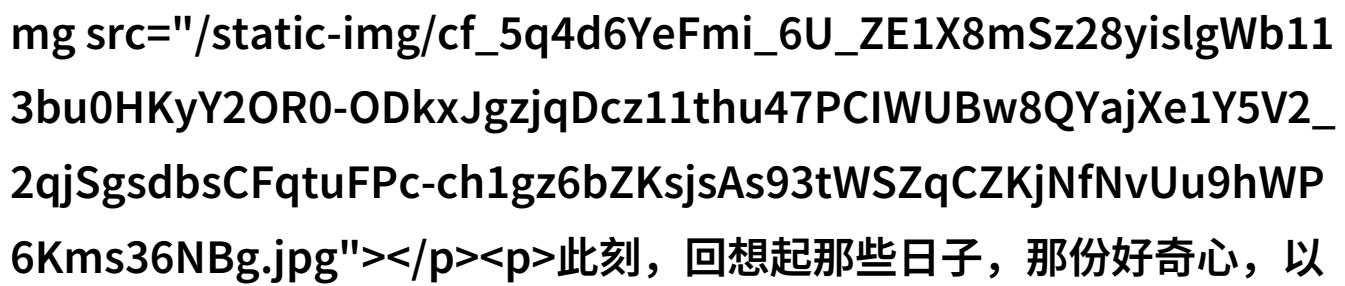 mg src="/static-img/cf_5q4d6YeFmi_6U_ZE1X8mSz28yislgWb11
3bu0HKyY2OR0-ODkxJgzjqDcz11thu47PCIWUBw8QYajXe1Y5V2_
2qjSgsdbsCFqtuFPc-ch1gz6bZKsjsAs93tWSZqCZKjNfNvUu9hWP
6Kms36NBg.jpg"></p><p>此刻，回想起那些日子，那份好奇心，以